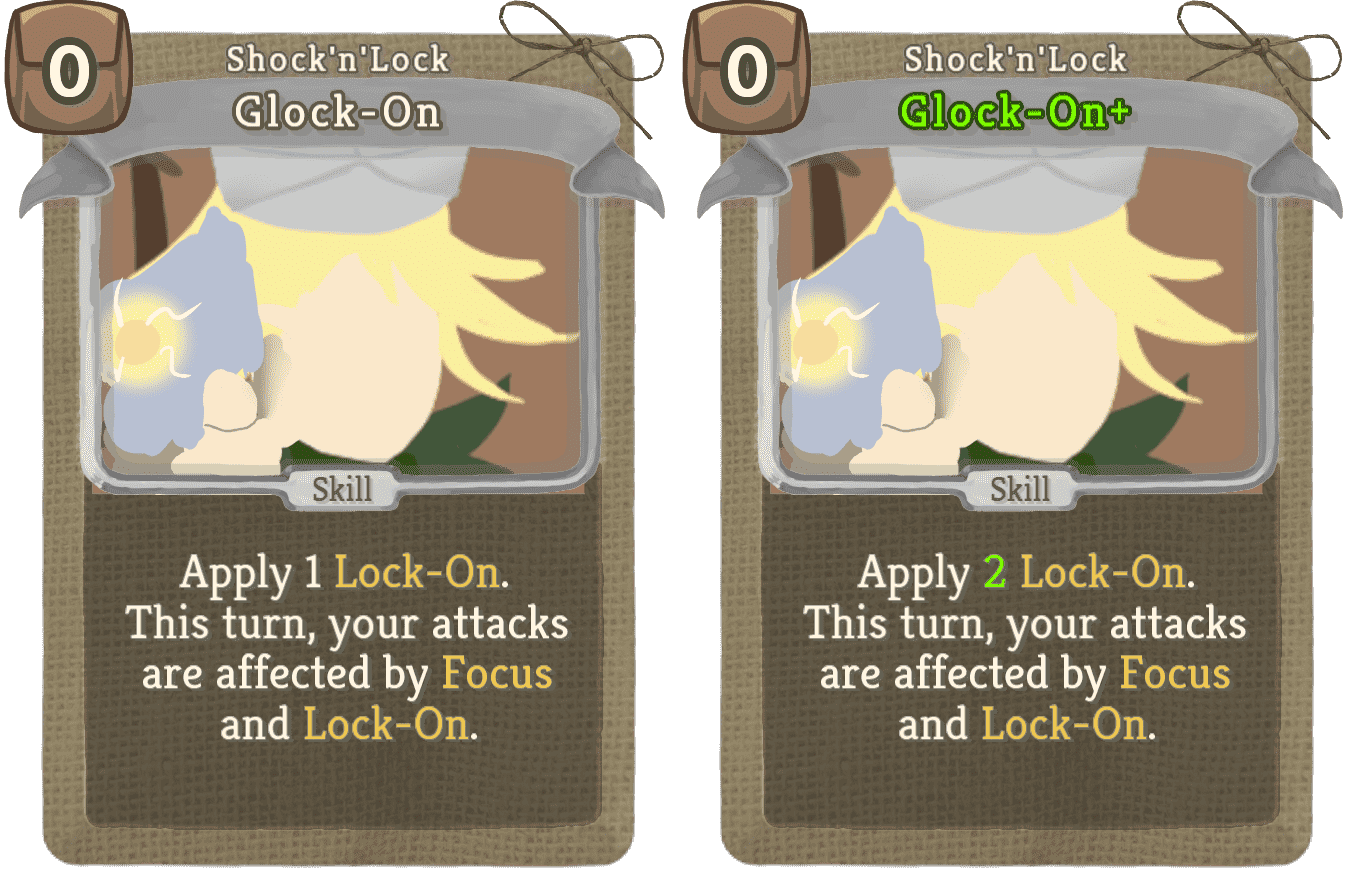 0
Shock'n'Lock
Glock-On
Skill
Apply 1 Lock-On.
This turn, your attacks
are affected by Focus
and Lock-On.
0
Shock'n'Lock
Glock-On+
Skill
Apply 2 Lock-On.
This turn, your attacks
are affected by Focus
and Lock-On.